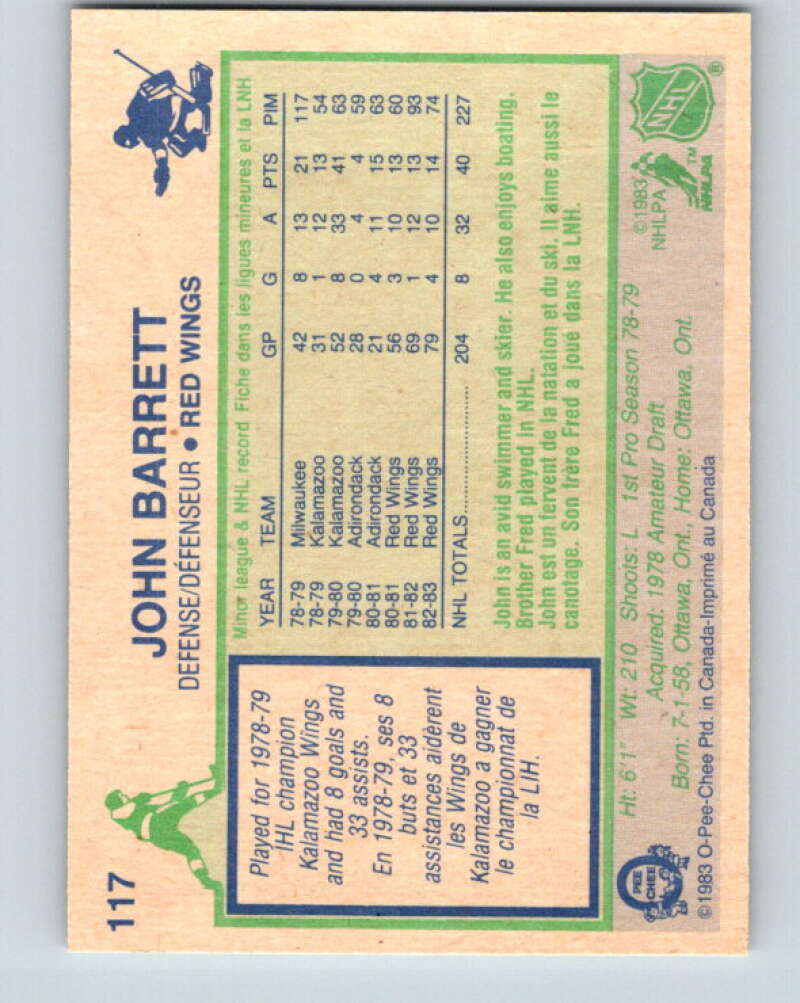 117
JOHN BARRETT
DEFENSE/DÉFENSEUR • RED WINGS
Played for 1978-79
IHL champion
Kalamazoo Wings
and had 8 goals and
33 assists.
En 1978-79, ses 8
buts et 33
assistances aidèrent
les Wings de
Kalamazoo a gagner
le championnat de
la LIH.
Minor league & NHL record Fiche dans les ligues mineures et la LNH
YEAR TEAM GP G A PTS PIM
78-79 Milwaukee 42 8 13 21 117
78-79 Kalamazoo 31 1 12 13 54
79-80 Kalamazoo 52 8 33 41 63
79-80 Adirondack 28 0 4 4 59
80-81 Adirondack 21 4 11 15 63
80-81 Red Wings 56 3 10 13 60
81-82 Red Wings 69 1 12 13 93
82-83 Red Wings 79 4 10 14 74
NHL TOTALS.................... 204 8 32 40 227
John is an avid swimmer and skier. He also enjoys boating.
Brother Fred played in NHL.
John est un fervent de la natation et du ski. Il aime aussi le
canotage. Son frère Fred a joué dans la LNH.
Ht: 6'1" Wt: 210 Shoots: L 1st Pro Season 78-79
Acquired: 1978 Amateur Draft
Born: 7-1-58, Ottawa, Ont., Home: Ottawa, Ont.
©1983 O-Pee-Chee Ptd. in Canada-Imprimé au Canada
O
PEE
CHEE
©1983
NHLPA
NHLPA
TM
NHL
®